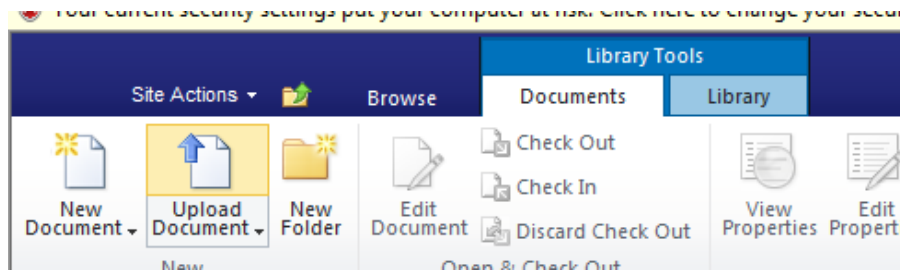 Your current security settings put your computer at risk. Click here to change your secu
Library Tools
Site Actions
Browse
Documents
Library
New Document
Upload Document
New Folder
Edit Document
Check Out
Check In
Discard Check Out
View Properties
Edit Propert
New
Open & Check Out